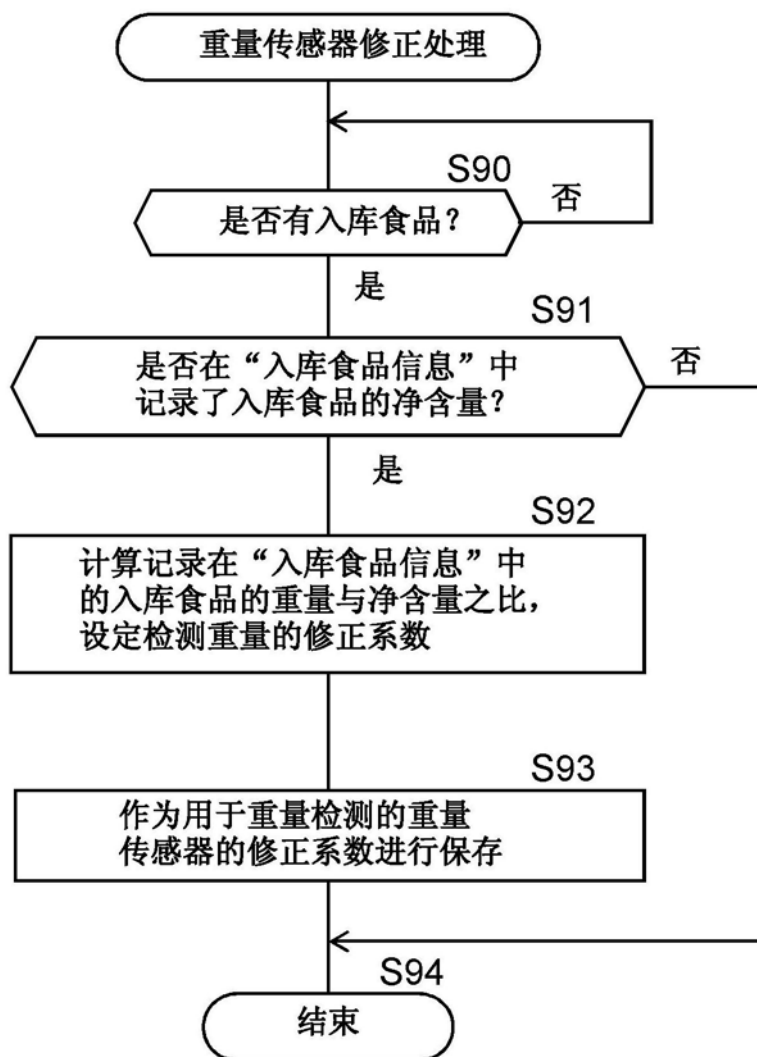 重量传感器修正处理
S90
是否有入库食品？
否
是
S91
是否在“入库食品信息”中
记录了入库食品的净含量？
否
是
S92
计算记录在“入库食品信息”中
的入库食品的重量与净含量之比，
设定检测重量的修正系数
S93
作为用于重量检测的重量
传感器的修正系数进行保存
S94
结束